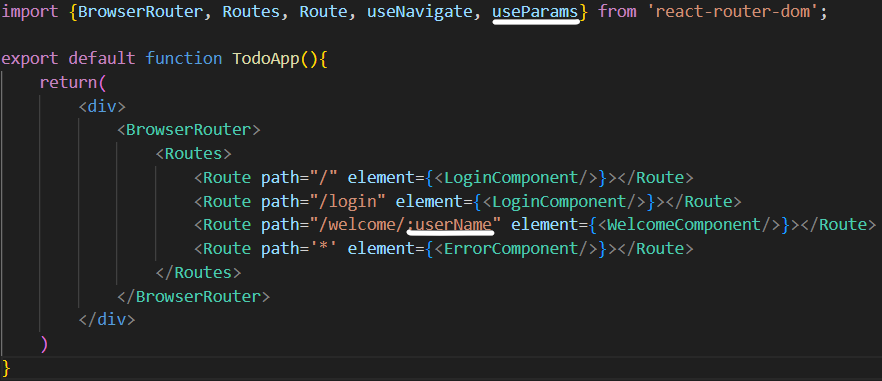 import {BrowserRouter, Routes, Route, useNavigate, useParams} from 'react-router-dom';
export default function TodoApp(){
return(
<div>
<BrowserRouter>
<Routes>
<Route path="/" element={<LoginComponent/>}></Route>
<Route path="/login" element={<LoginComponent/>}></Route>
<Route path="/welcome/:userName" element={<WelcomeComponent/>}></Route>
<Route path='*' element={<ErrorComponent/>}></Route>
</Routes>
</BrowserRouter>
</div>
)
}